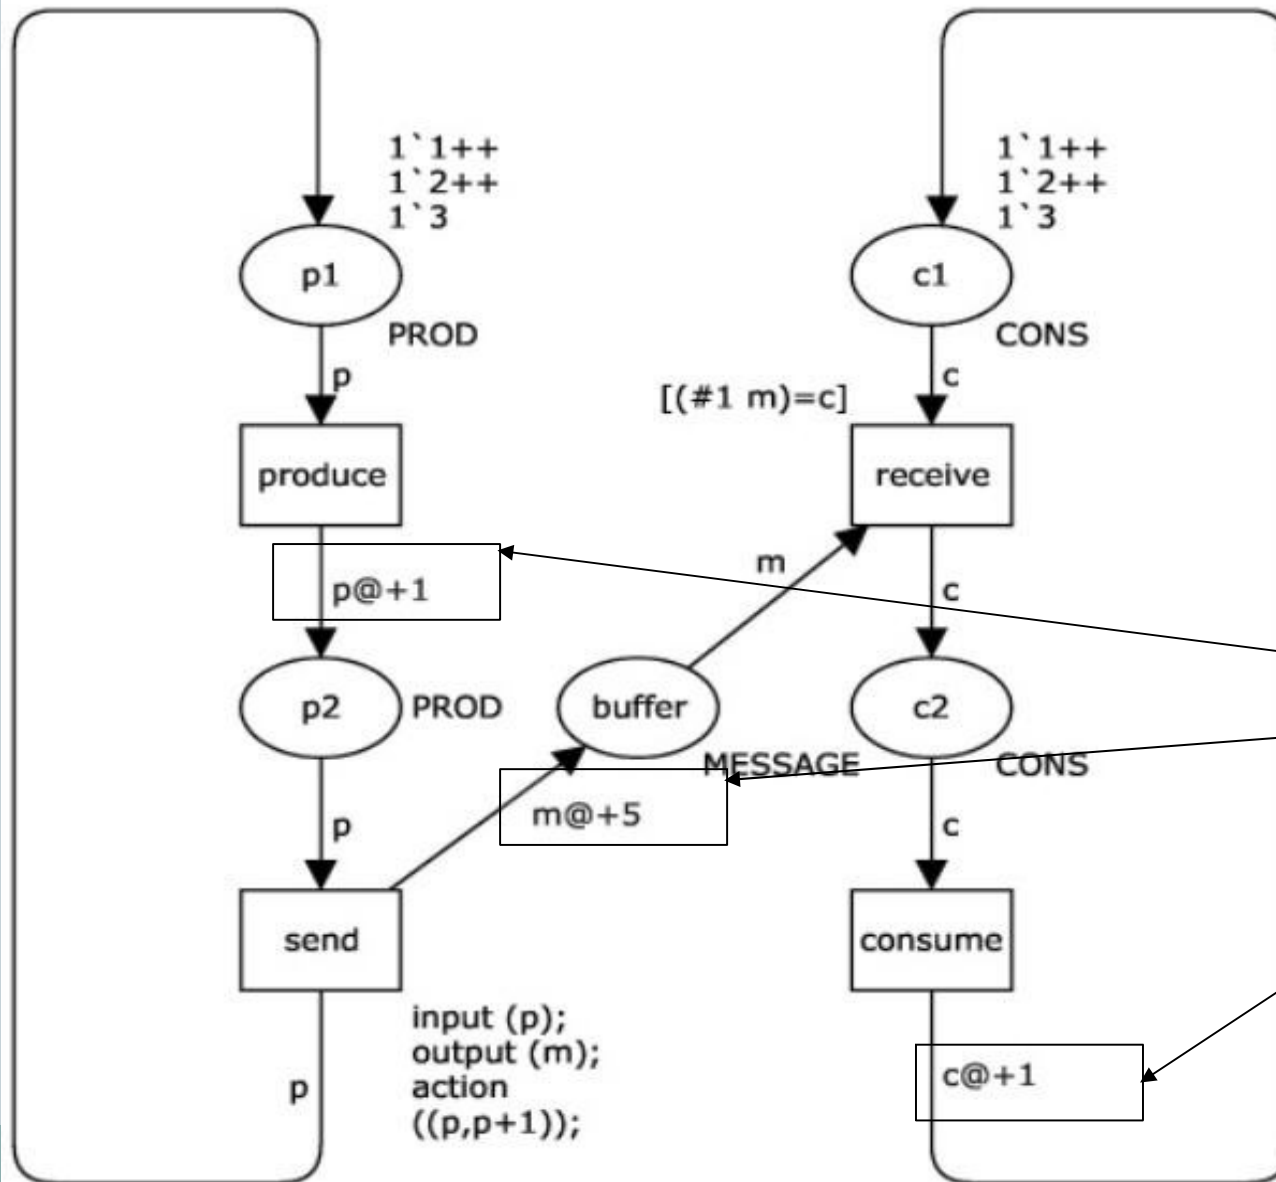 1`1++
1`2++
1`3
p1
PROD
p
produce
p@+1
p2
PROD
p
send
input (p);
output (m);
action
((p,p+1));
p
buffer
MESSAGE
m@+5
m
1`1++
1`2++
1`3
c1
CONS
c
[(#1 m)=c]
receive
c
c2
CONS
c
consume
c@+1